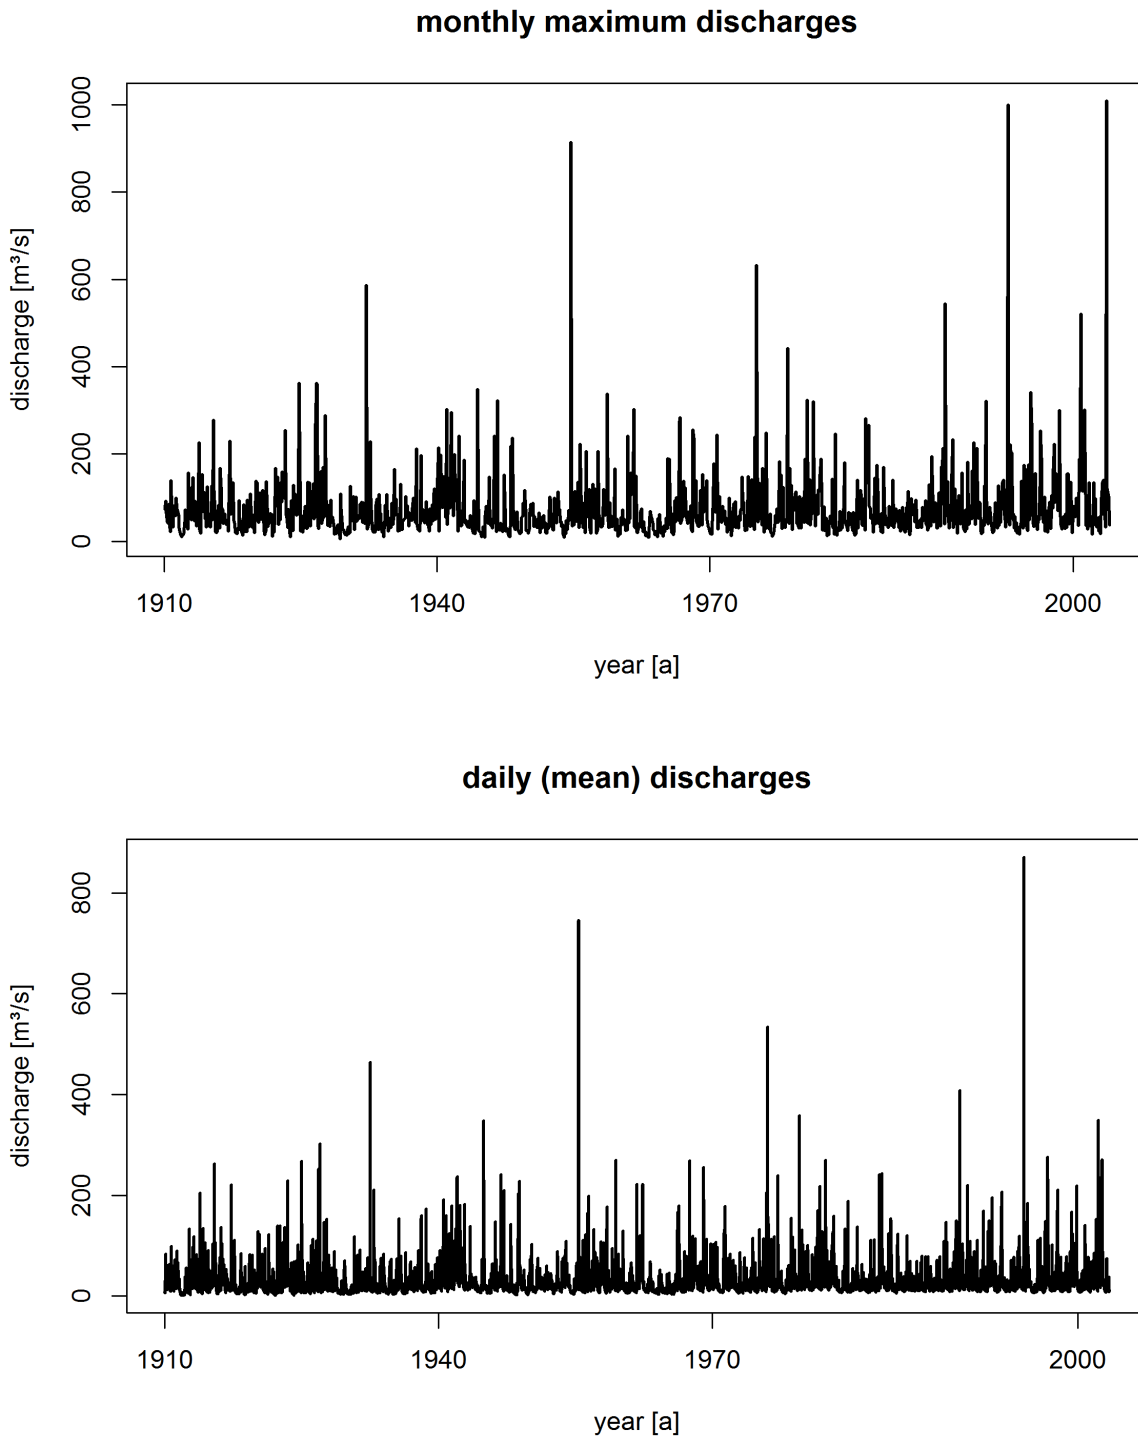 monthly maximum discharges
1000
800
600
400
200
0
discharge [m³/s]
1910 1940 1970 2000
year [a]
daily (mean) discharges
800
600
400
200
0
discharge [m³/s]
1910 1940 1970 2000
year [a]